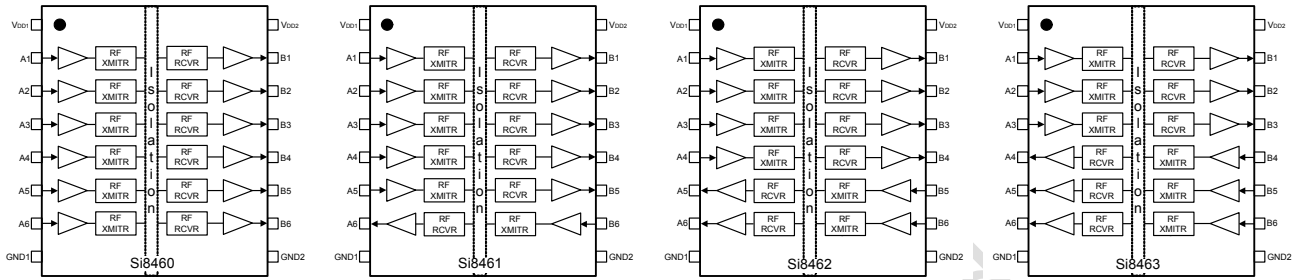 VDD1 VDD2
A1 RF XMITR RF RCVR B1
A2 RF XMITR RF RCVR B2
A3 RF XMITR RF RCVR B3
A4 RF XMITR RF RCVR B4
A5 RF XMITR RF RCVR B5
A6 RF XMITR RF RCVR B6
Isolation
GND1 GND2
Si8460
VDD1 VDD2
A1 RF XMITR RF RCVR B1
A2 RF XMITR RF RCVR B2
A3 RF XMITR RF RCVR B3
A4 RF XMITR RF RCVR B4
A5 RF XMITR RF RCVR B5
A6 RF RCVR RF XMITR B6
Isolation
GND1 GND2
Si8461
VDD1 VDD2
A1 RF XMITR RF RCVR B1
A2 RF XMITR RF RCVR B2
A3 RF XMITR RF RCVR B3
A4 RF XMITR RF RCVR B4
A5 RF RCVR RF XMITR B5
A6 RF RCVR RF XMITR B6
Isolation
GND1 GND2
Si8462
VDD1 VDD2
A1 RF XMITR RF RCVR B1
A2 RF XMITR RF RCVR B2
A3 RF XMITR RF RCVR B3
A4 RF RCVR RF XMITR B4
A5 RF RCVR RF XMITR B5
A6 RF RCVR RF XMITR B6
Isolation
GND1 GND2
Si8463